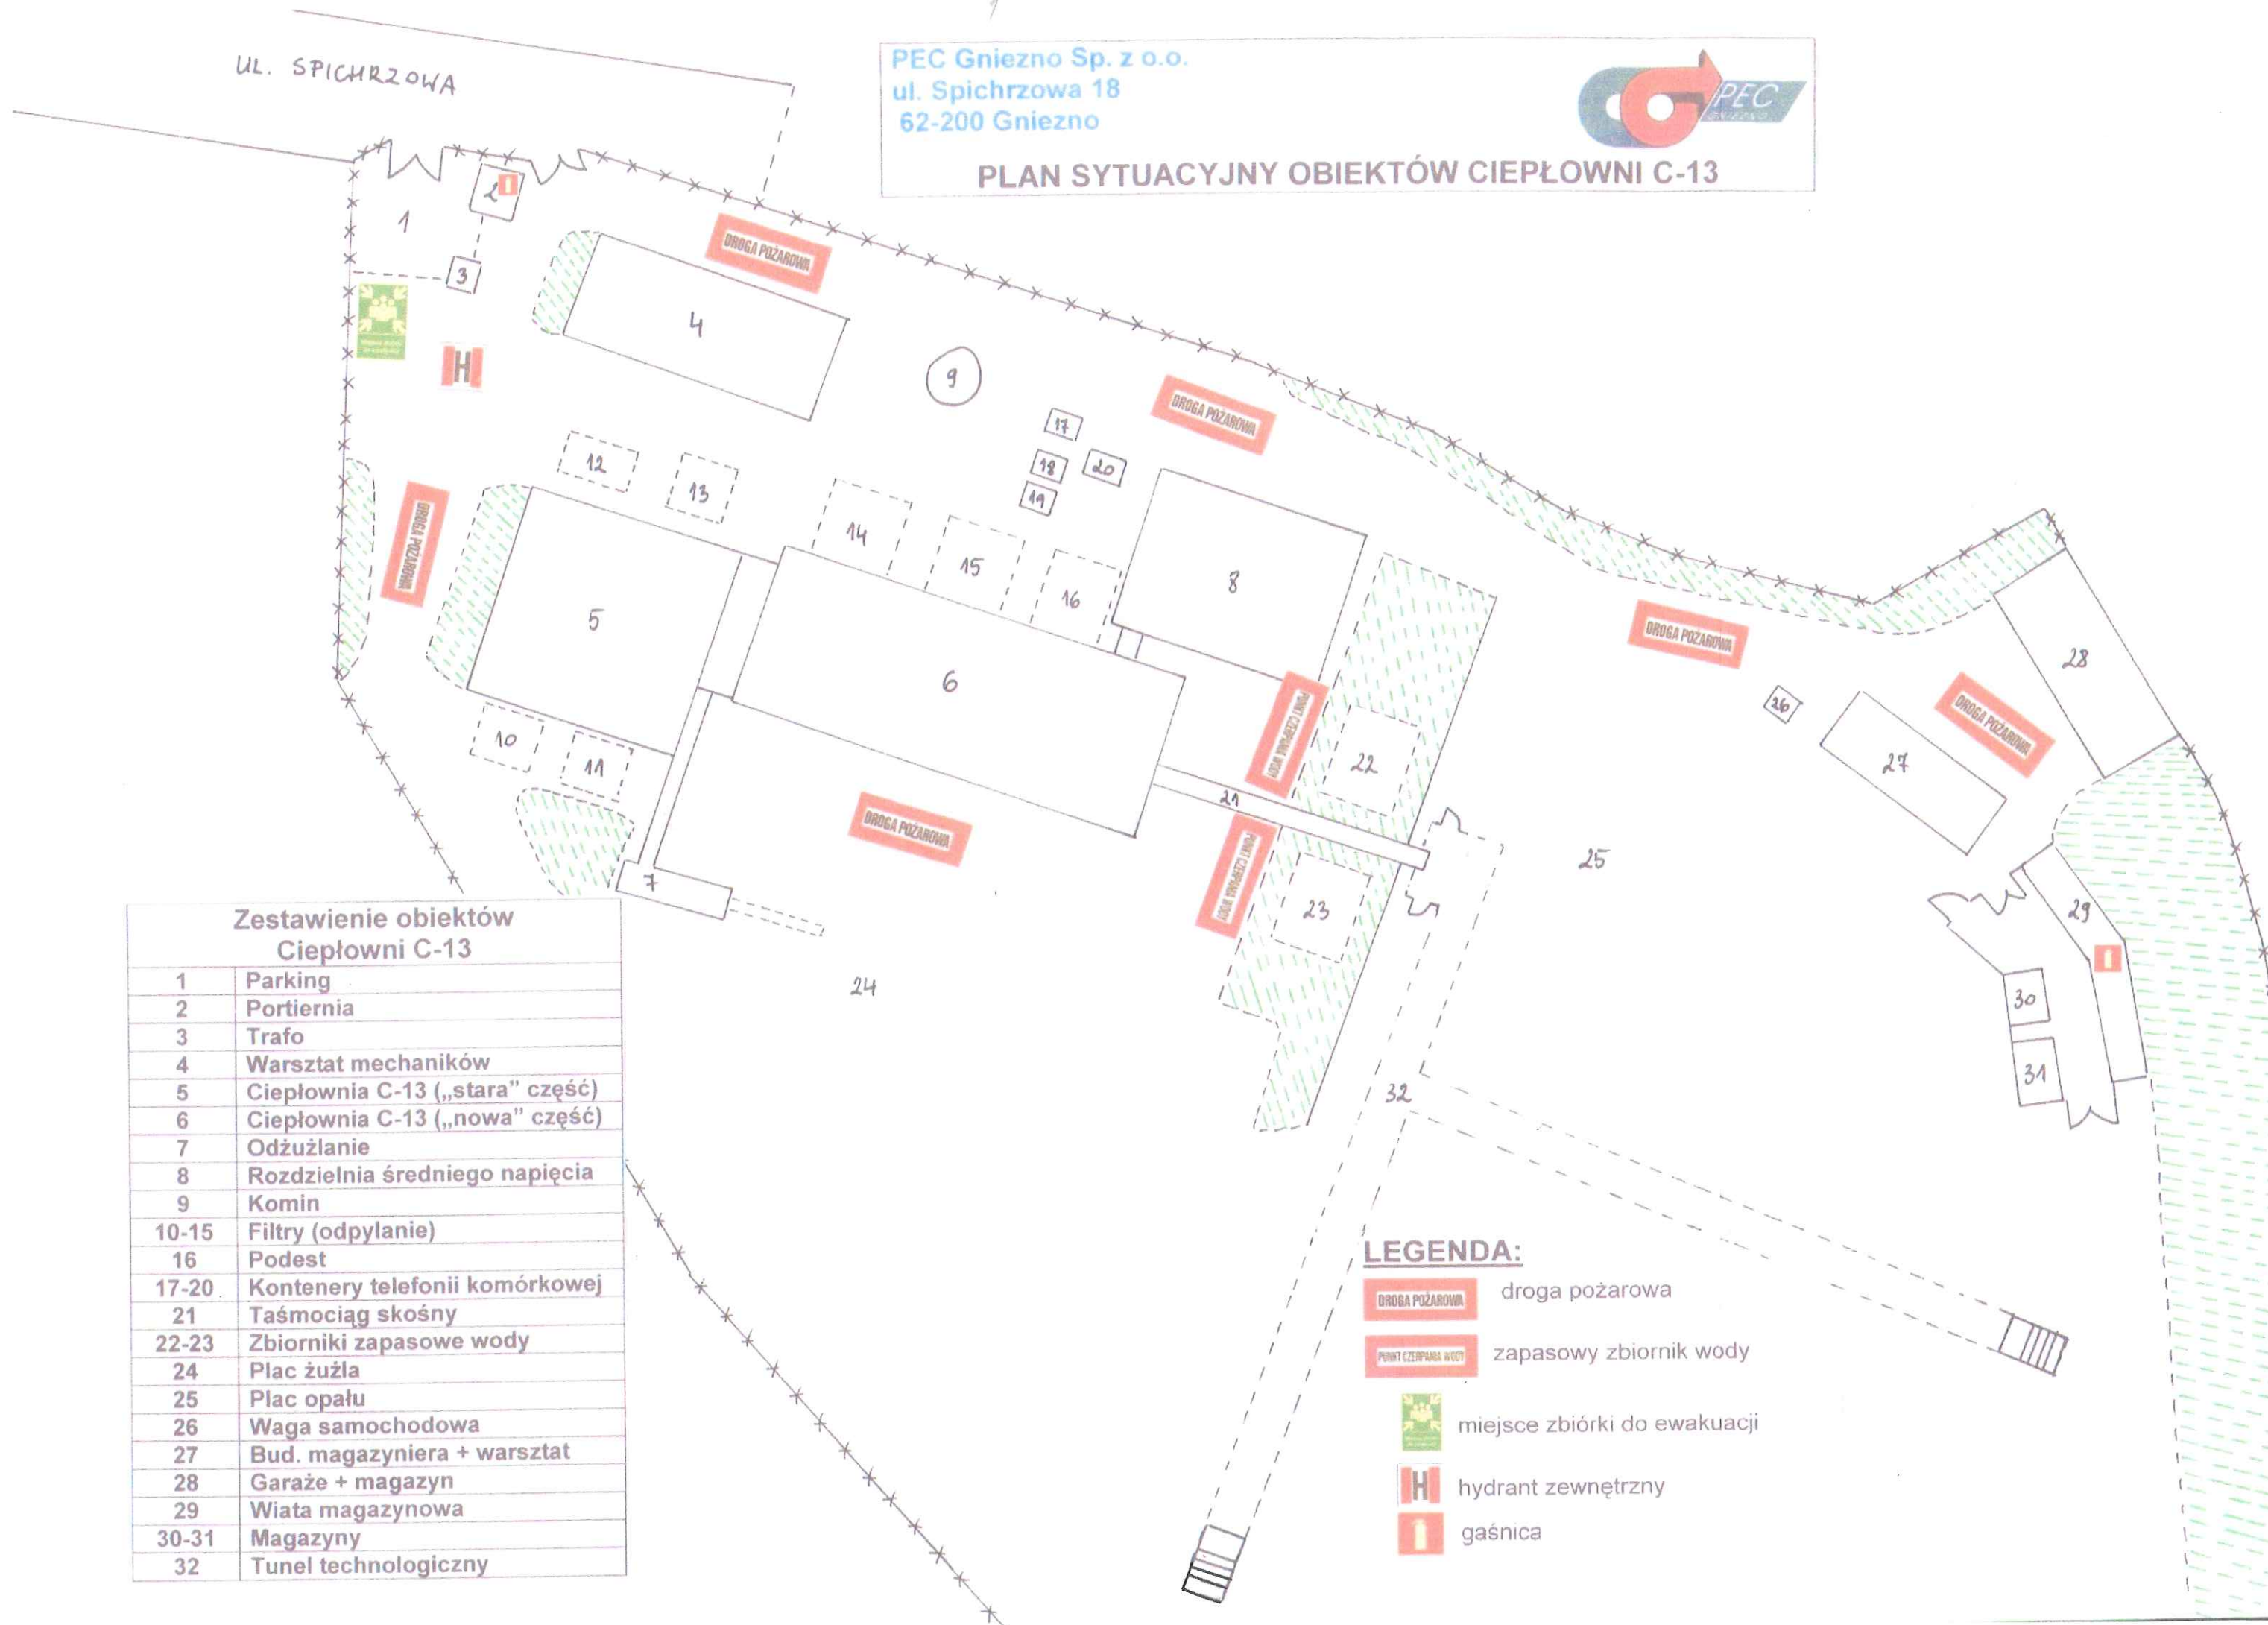 UL. SPICHRZOWA
PEC Gniezno Sp. z o.o.
ul. Spichrzowa 18
62-200 Gniezno
PEC
GNIEZNO
PLAN SYTUACYJNY OBIEKTÓW CIEPŁOWNI C-13
1
2
3
DROGA POŻAROWA
4
H
9
DROGA POŻAROWA
17
18
20
19
12
13
14
15
16
8
DROGA POŻAROWA
5
6
10
11
DROGA POŻAROWA
7
PUNKT CZERPANIA WODY
22
21
PUNKT CZERPANIA WODY
23
24
25
DROGA POŻAROWA
26
27
DROGA POŻAROWA
28
29
30
31
32
Zestawienie obiektów
Ciepłowni C-13
1 Parking
2 Portiernia
3 Trafo
4 Warsztat mechaników
5 Ciepłownia C-13 („stara” część)
6 Ciepłownia C-13 („nowa” część)
7 Odżużlanie
8 Rozdzielnia średniego napięcia
9 Komin
10-15 Filtry (odpylanie)
16 Podest
17-20 Kontenery telefonii komórkowej
21 Taśmociąg skośny
22-23 Zbiorniki zapasowe wody
24 Plac żużla
25 Plac opału
26 Waga samochodowa
27 Bud. magazyniera + warsztat
28 Garaże + magazyn
29 Wiata magazynowa
30-31 Magazyny
32 Tunel technologiczny
LEGENDA:
DROGA POŻAROWA droga pożarowa
PUNKT CZERPANIA WODY zapasowy zbiornik wody
miejsce zbiórki do ewakuacji
H hydrant zewnętrzny
gaśnica